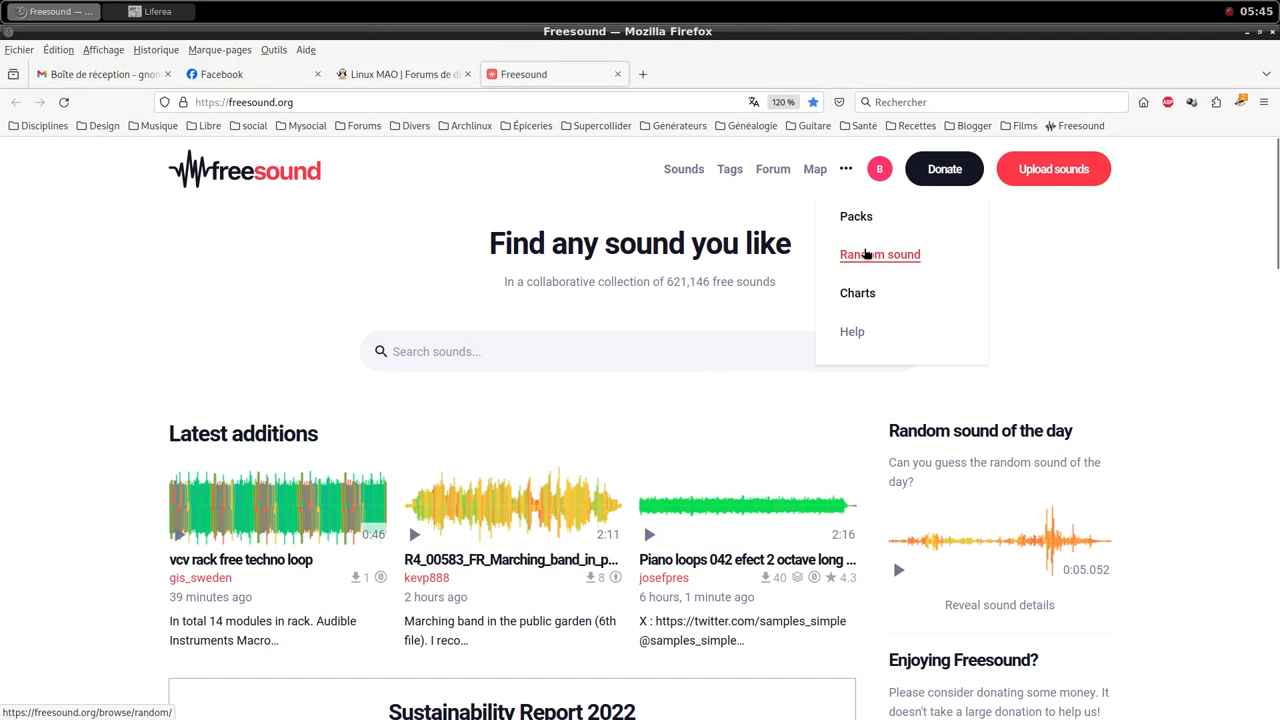 Freesound — ...
Liferea
05:45
Freesound — Mozilla Firefox
Fichier Édition Affichage Historique Marque-pages Outils Aide
Boîte de réception - gnon
Facebook
Linux MAO | Forums de d
Freesound
https://freesound.org
120 %
Rechercher
ABP
2
Disciplines Design Musique Libre social Mysocial Forums Divers Archlinux Épiceries Supercollider Générateurs Généalogie Guitare Santé Recettes Blogger Films Freesound
freesound
Sounds Tags Forum Map ••• B Donate Upload sounds
Packs
Random sound
Charts
Help
Find any sound you like
In a collaborative collection of 621,146 free sounds
Search sounds...
Latest additions
0:46
vcv rack free techno loop
gis_sweden
1
39 minutes ago
In total 14 modules in rack. Audible
Instruments Macro...
2:11
R4_00583_FR_Marching_band_in_p...
kevp888
8
2 hours ago
Marching band in the public garden (6th
file). I reco...
2:16
Piano loops 042 efect 2 octave long ...
josefpres
40 4.3
6 hours, 1 minute ago
X : https://twitter.com/samples_simple
@samples_simple...
Random sound of the day
Can you guess the random sound of the
day?
0:05.052
Reveal sound details
Enjoying Freesound?
Please consider donating some money. It
doesn't take a large donation to help us!
Sustainability Report 2022
https://freesound.org/browse/random/